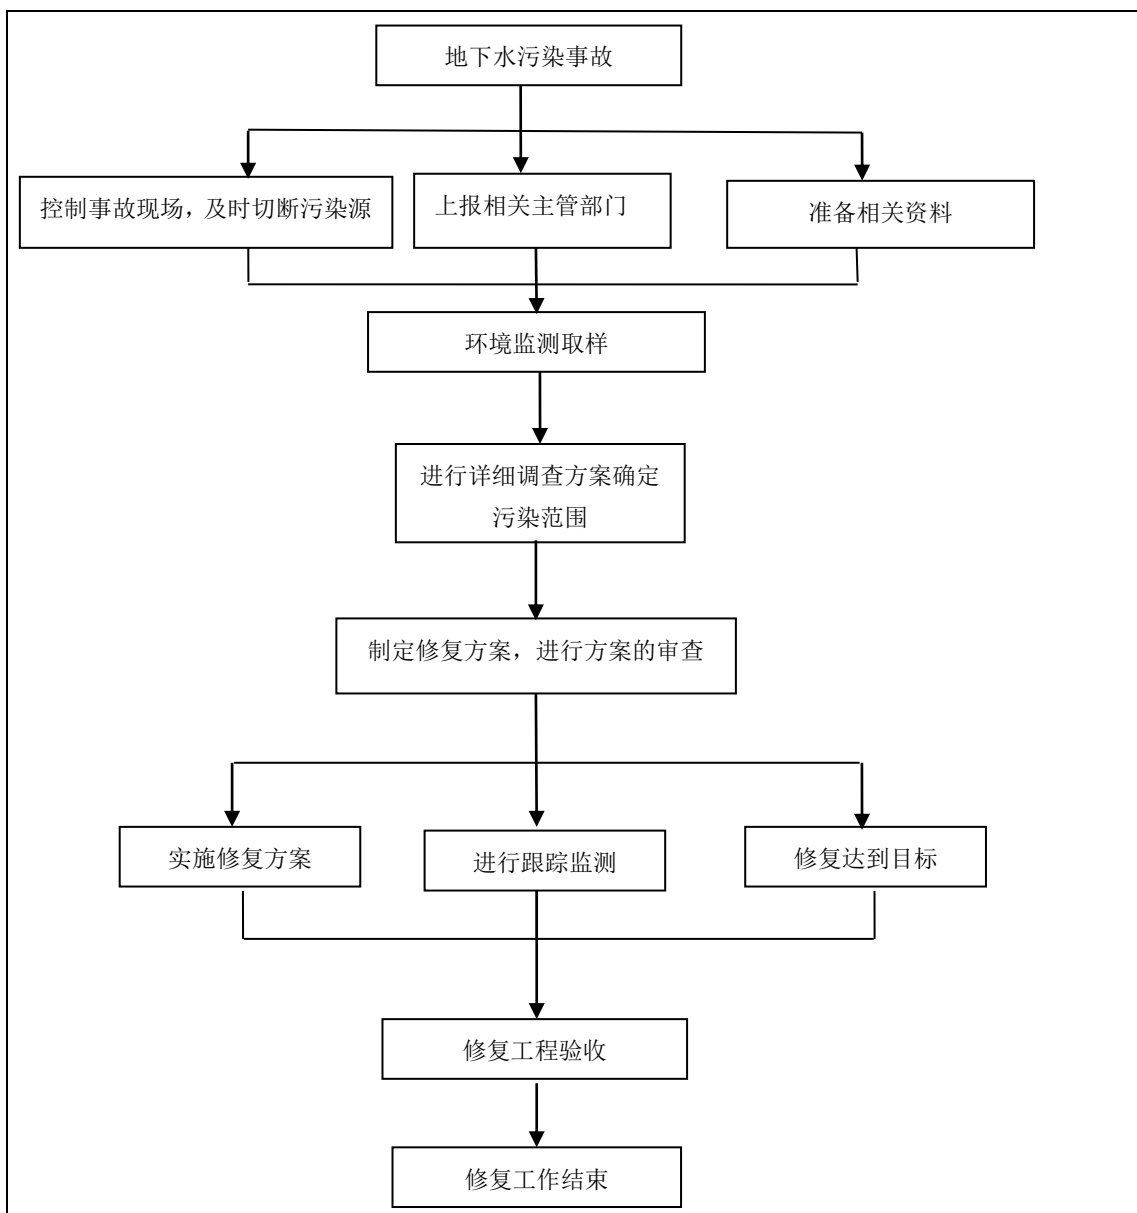 地下水污染事故
控制事故现场，及时切断污染源
上报相关主管部门
准备相关资料
环境监测取样
进行详细调查方案确定
污染范围
制定修复方案，进行方案的审查
实施修复方案
进行跟踪监测
修复达到目标
修复工程验收
修复工作结束